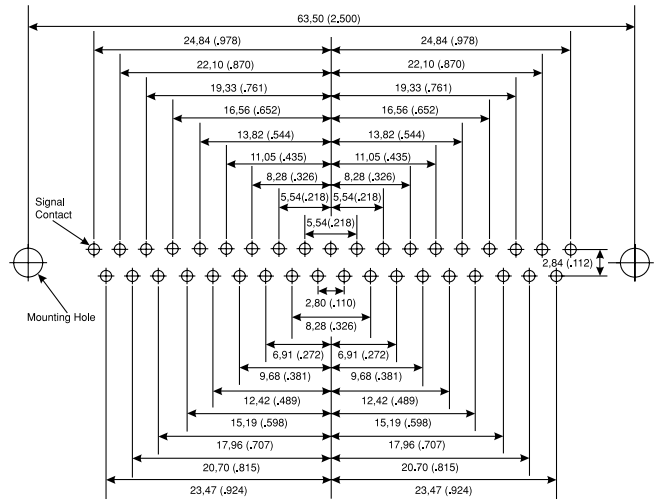 63,50 (2.500)
24,84 (.978) 24,84 (.978)
22,10 (.870) 22,10 (.870)
19,33 (.761) 19,33 (.761)
16,56 (.652) 16,56 (.652)
13,82 (.544) 13,82 (.544)
11,05 (.435) 11,05 (.435)
8,28 (.326) 8,28 (.326)
5,54(.218) 5,54(.218)
5,54(.218)
Signal
Contact
2,84 (.112)
Mounting Hole
2,80 (.110)
8,28 (.326)
6,91 (.272) 6,91 (.272)
9,68 (.381) 9,68 (.381)
12,42 (.489) 12,42 (.489)
15,19 (.598) 15,19 (.598)
17,96 (.707) 17,96 (.707)
20,70 (.815) 20,70 (.815)
23,47 (.924) 23,47 (.924)